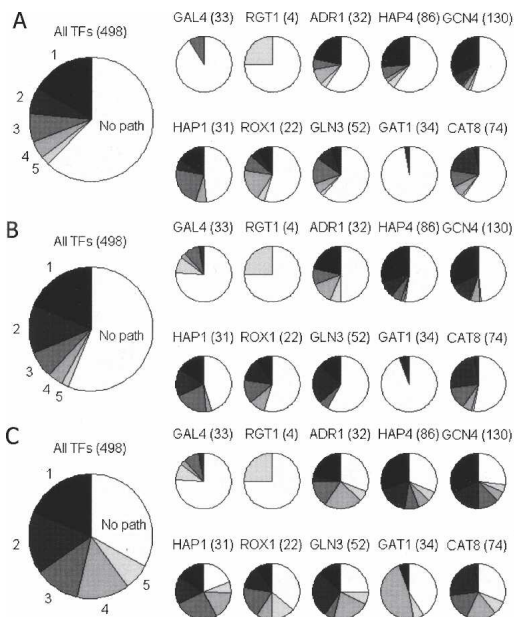 A
All TFs (498)
GAL4 (33) RGT1 (4) ADR1 (32) HAP4 (86) GCN4 (130)
1
2
3
4
5
No path
HAP1 (31) ROX1 (22) GLN3 (52) GAT1 (34) CAT8 (74)
B
All TFs (498)
GAL4 (33) RGT1 (4) ADR1 (32) HAP4 (86) GCN4 (130)
1
2
3
4
5
No path
HAP1 (31) ROX1 (22) GLN3 (52) GAT1 (34) CAT8 (74)
C
All TFs (498)
GAL4 (33) RGT1 (4) ADR1 (32) HAP4 (86) GCN4 (130)
1
2
3
4
5
No path
HAP1 (31) ROX1 (22) GLN3 (52) GAT1 (34) CAT8 (74)